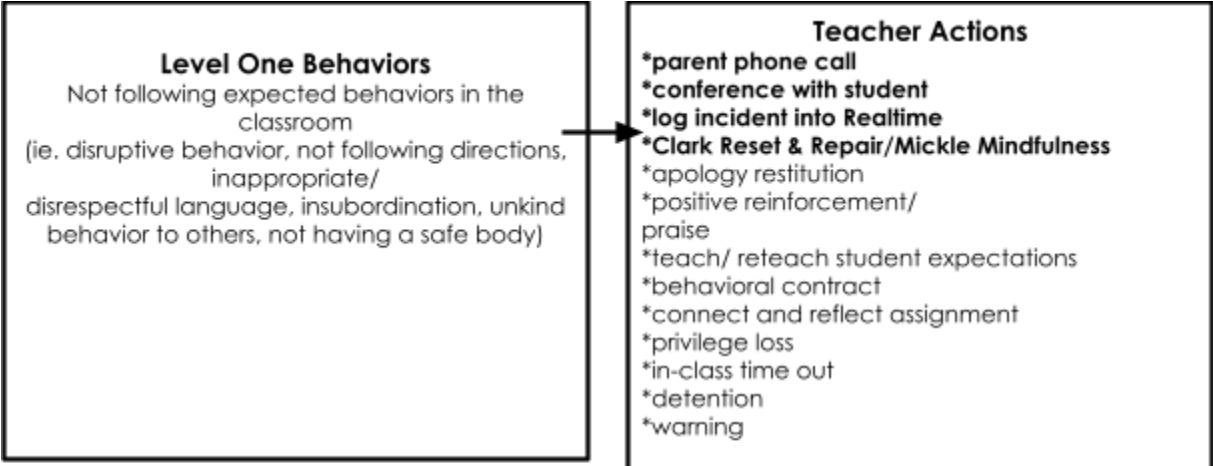 Level One Behaviors
Not following expected behaviors in the
classroom
(ie. disruptive behavior, not following directions,
inappropriate/
disrespectful language, insubordination, unkind
behavior to others, not having a safe body)
Teacher Actions
*parent phone call
*conference with student
*log incident into Realtime
*Clark Reset & Repair/Mickle Mindfulness
*apology restitution
*positive reinforcement/
praise
*teach/ reteach student expectations
*behavioral contract
*connect and reflect assignment
*privilege loss
*in-class time out
*detention
*warning